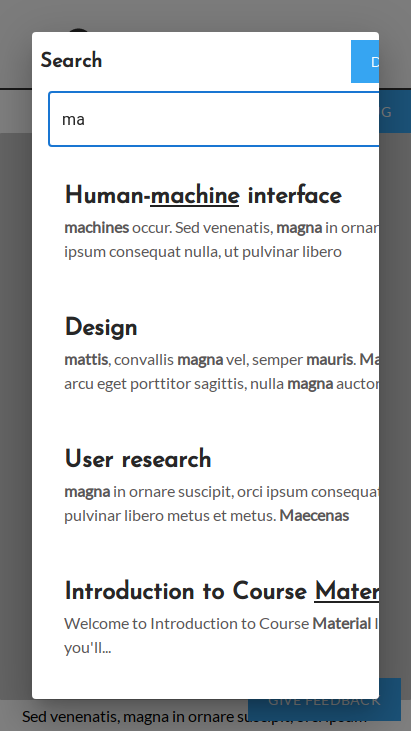 Search
D
ma
Human-machine interface
machines occur. Sed venenatis, magna in ornar
ipsum consequat nulla, ut pulvinar libero
Design
mattis, convallis magna vel, semper mauris. Ma
arcu eget porttitor sagittis, nulla magna auctor
User research
magna in ornare suscipit, orci ipsum consequat
pulvinar libero metus et metus. Maecenas
Introduction to Course Mater
Welcome to Introduction to Course Material
you'll...
GIVE FEEDBACK
Sed venenatis, magna in ornare suscipit, orci ipsum